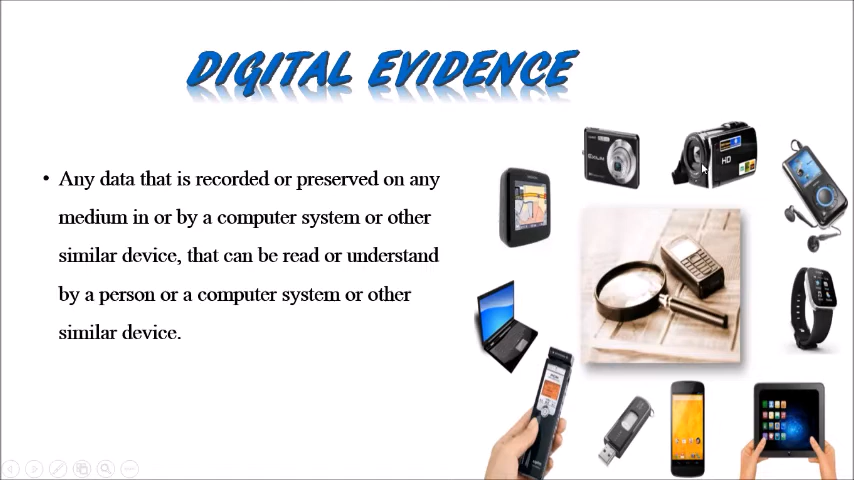 DIGITAL EVIDENCE
• Any data that is recorded or preserved on any
medium in or by a computer system or other
similar device, that can be read or understand
by a person or a computer system or other
similar device.
HD